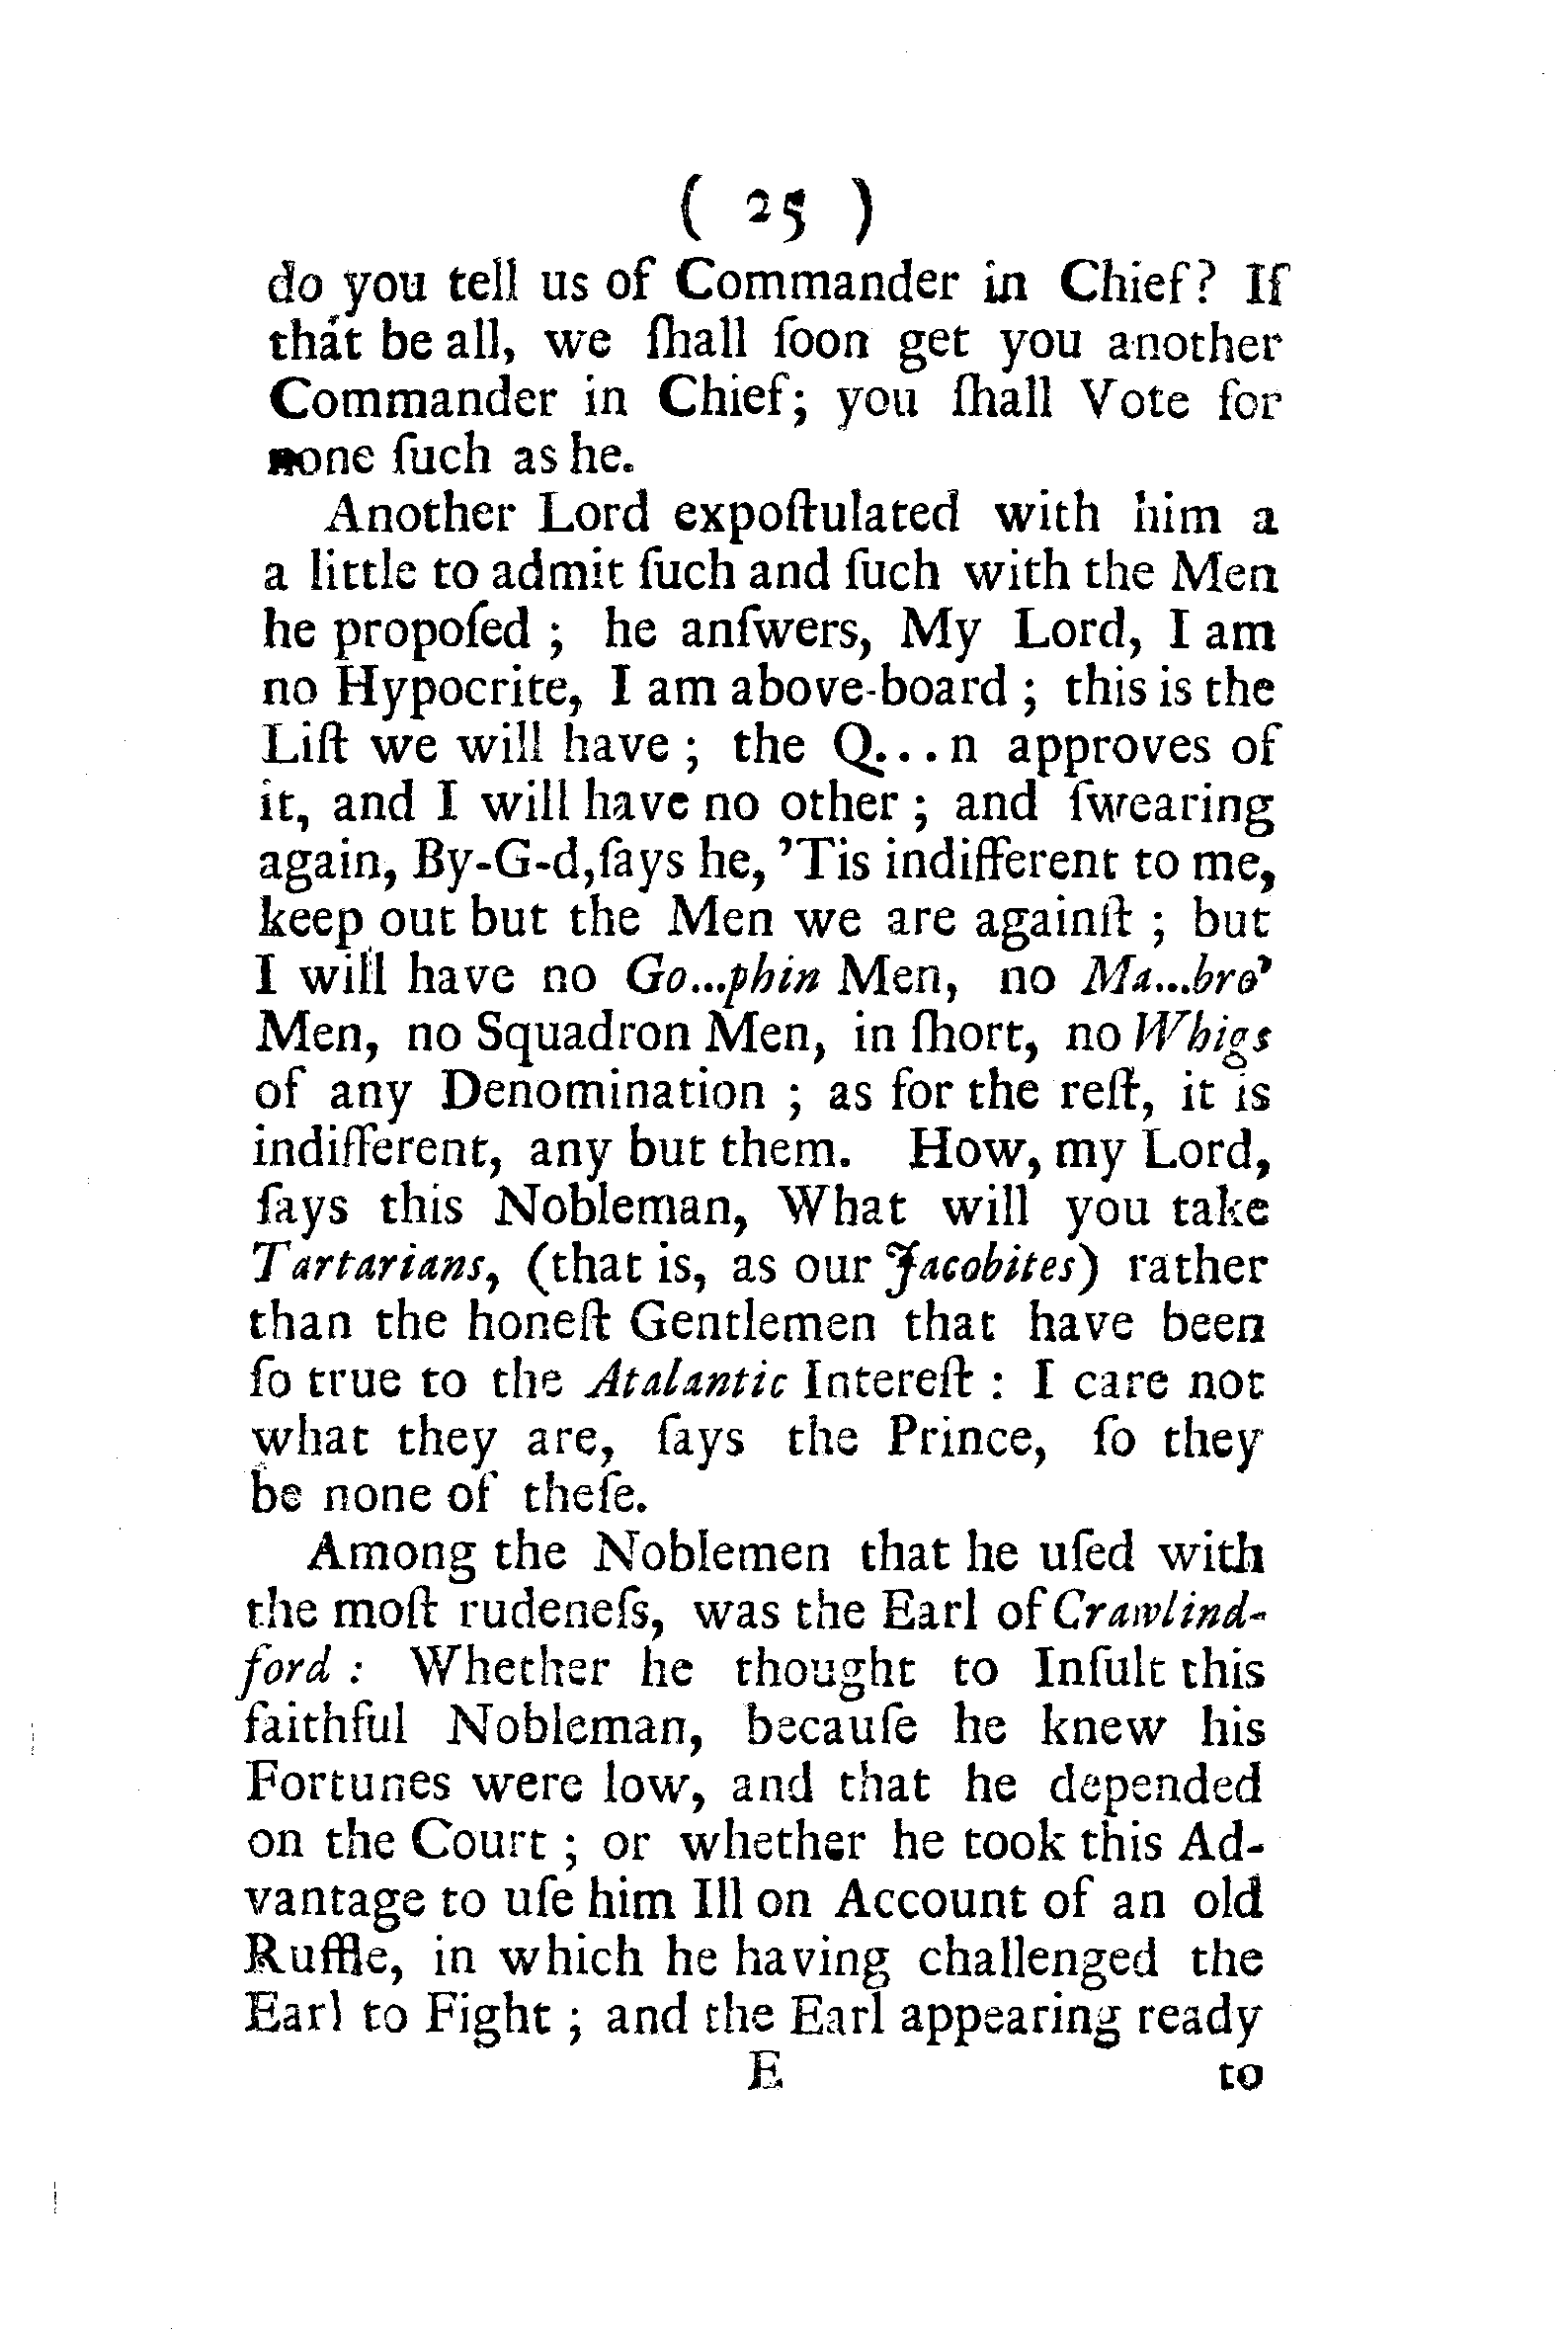 ( 25 )
do you tell us of Commander in Chief? If
that be all, we ſhall ſoon get you another
Commander in Chief; you ſhall Vote for
none ſuch as he.
Another Lord expoſtulated with him a
a little to admit ſuch and ſuch with the Men
he propoſed ; he anſwers, My Lord, I am
no Hypocrite, I am above-board ; this is the
Liſt we will have ; the Q...n approves of
it, and I will have no other ; and ſwearing
again, By-G-d,ſays he, 'Tis indifferent to me,
keep out but the Men we are againſt ; but
I will have no Go...phin Men, no Ma...bro'
Men, no Squadron Men, in ſhort, no Whigs
of any Denomination ; as for the reſt, it is
indifferent, any but them. How, my Lord,
ſays this Nobleman, What will you take
Tartarians, (that is, as our Jacobites) rather
than the honeſt Gentlemen that have been
ſo true to the Atalantic Intereſt : I care not
what they are, ſays the Prince, ſo they
be none of theſe.
Among the Noblemen that he uſed with
the moſt rudeneſs, was the Earl of Crawlind-
ford : Whether he thought to Inſult this
faithful Nobleman, becauſe he knew his
Fortunes were low, and that he depended
on the Court ; or whether he took this Ad-
vantage to uſe him Ill on Account of an old
Ruffle, in which he having challenged the
Earl to Fight ; and the Earl appearing ready
E to